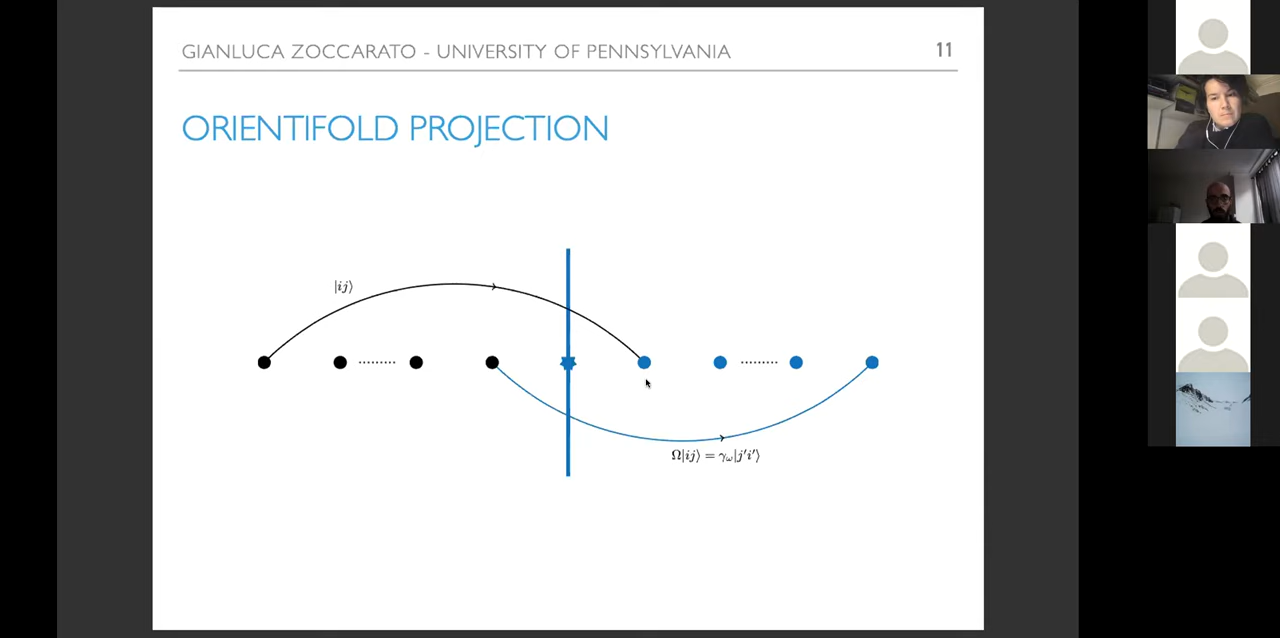 GIANLUCA ZOCCARATO - UNIVERSITY OF PENNSYLVANIA 11
ORIENTIFOLD PROJECTION
|ij⟩
Ω|ij⟩ = γ_ω|j′i′⟩